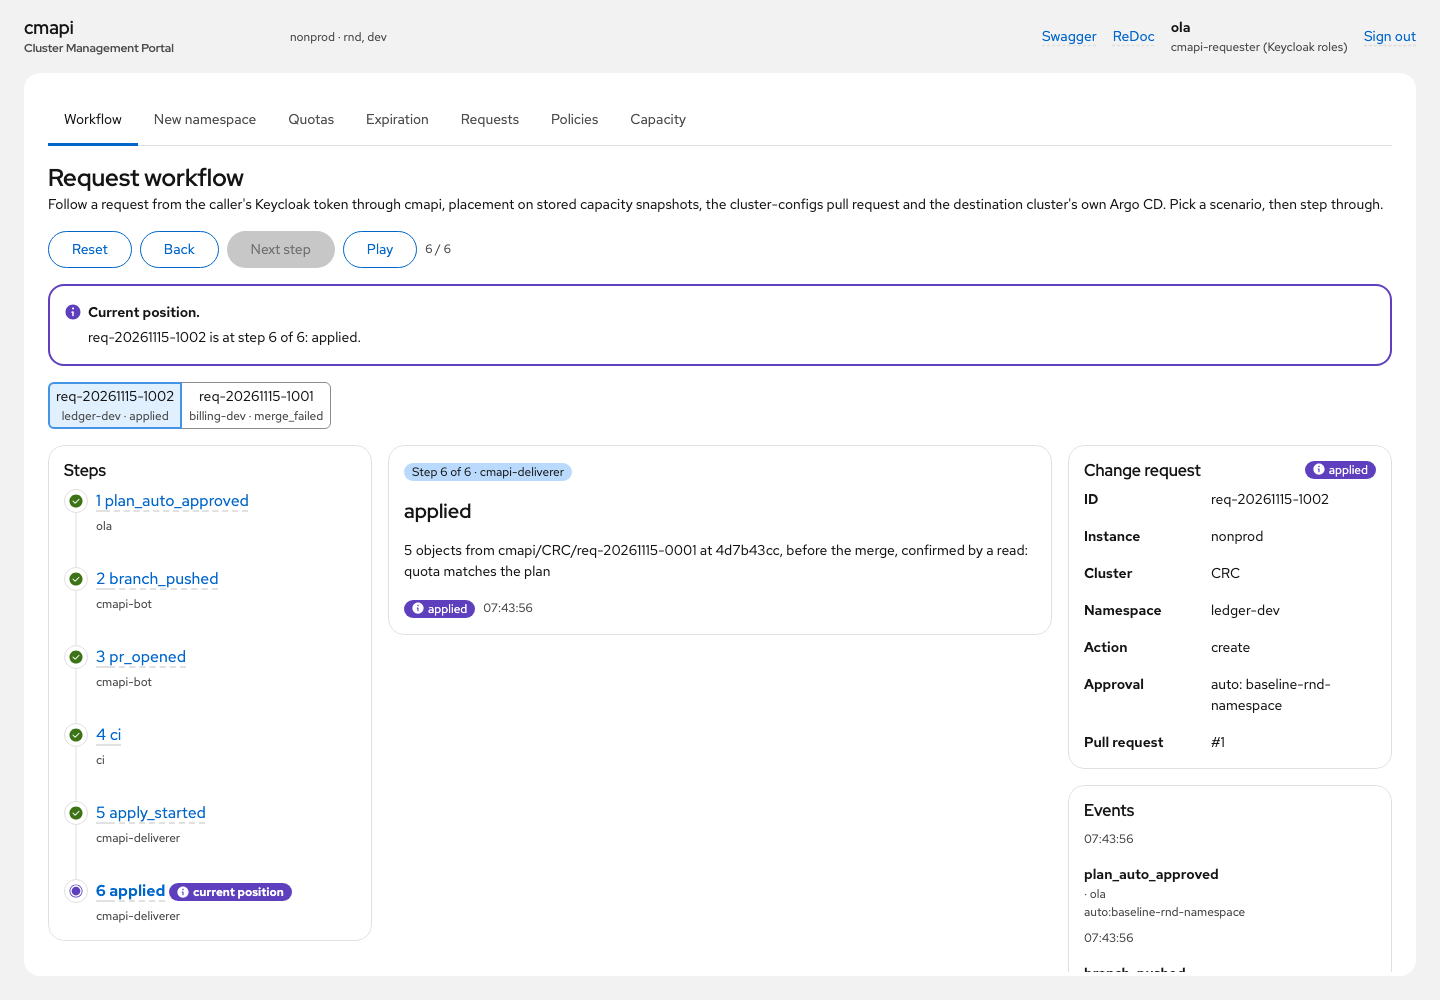 cmapi
Cluster Management Portal
nonprod · rnd, dev
Swagger
ReDoc
ola
cmapi-requester (Keycloak roles)
Sign out
Workflow
New namespace
Quotas
Expiration
Requests
Policies
Capacity
Request workflow
Follow a request from the caller's Keycloak token through cmapi, placement on stored capacity snapshots, the cluster-configs pull request and the destination cluster's own Argo CD. Pick a scenario, then step through.
Reset
Back
Next step
Play
6 / 6
Current position.
req-20261115-1002 is at step 6 of 6: applied.
req-20261115-1002
ledger-dev · applied
req-20261115-1001
billing-dev · merge_failed
Steps
1 plan_auto_approved
ola
2 branch_pushed
cmapi-bot
3 pr_opened
cmapi-bot
4 ci
ci
5 apply_started
cmapi-deliverer
6 applied
current position
cmapi-deliverer
Step 6 of 6 · cmapi-deliverer
applied
5 objects from cmapi/CRC/req-20261115-0001 at 4d7b43cc, before the merge, confirmed by a read:
quota matches the plan
applied
07:43:56
Change request
applied
ID
req-20261115-1002
Instance
nonprod
Cluster
CRC
Namespace
ledger-dev
Action
create
Approval
auto: baseline-rnd-
namespace
Pull request
#1
Events
07:43:56
plan_auto_approved
· ola
auto:baseline-rnd-namespace
07:43:56
branch_pushed